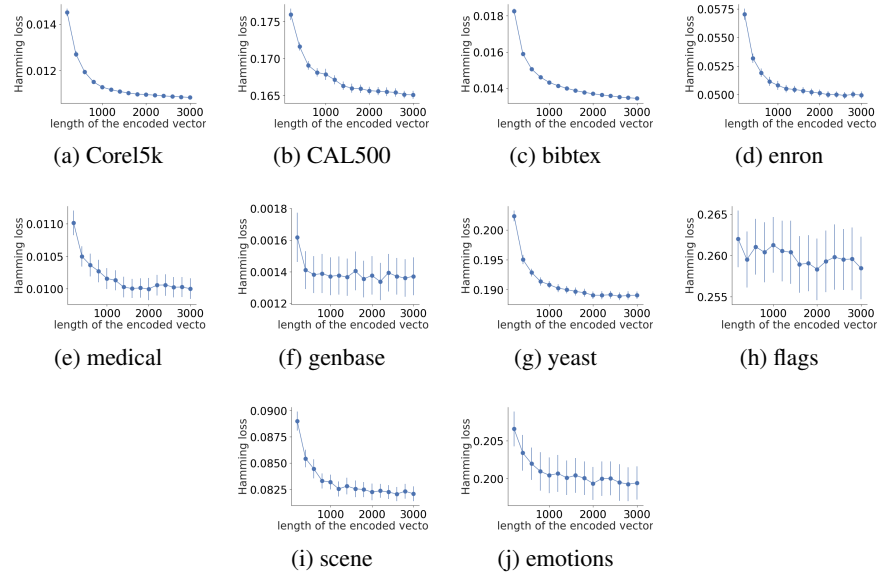 Hamming loss
0.014
0.012
1000 2000 3000
length of the encoded vector
(a) Corel5k
Hamming loss
0.175
0.170
0.165
1000 2000 3000
length of the encoded vector
(b) CAL500
Hamming loss
0.018
0.016
0.014
1000 2000 3000
length of the encoded vector
(c) bibtex
Hamming loss
0.0575
0.0550
0.0525
0.0500
1000 2000 3000
length of the encoded vector
(d) enron
Hamming loss
0.0110
0.0105
0.0100
1000 2000 3000
length of the encoded vecto
(e) medical
Hamming loss
0.0018
0.0016
0.0014
0.0012
1000 2000 3000
length of the encoded vecto
(f) genbase
Hamming loss
0.200
0.195
0.190
1000 2000 3000
length of the encoded vector
(g) yeast
Hamming loss
0.265
0.260
0.255
1000 2000 3000
length of the encoded vector
(h) flags
Hamming loss
0.0900
0.0875
0.0850
0.0825
1000 2000 3000
length of the encoded vecto
(i) scene
Hamming loss
0.205
0.200
1000 2000 3000
length of the encoded vector
(j) emotions